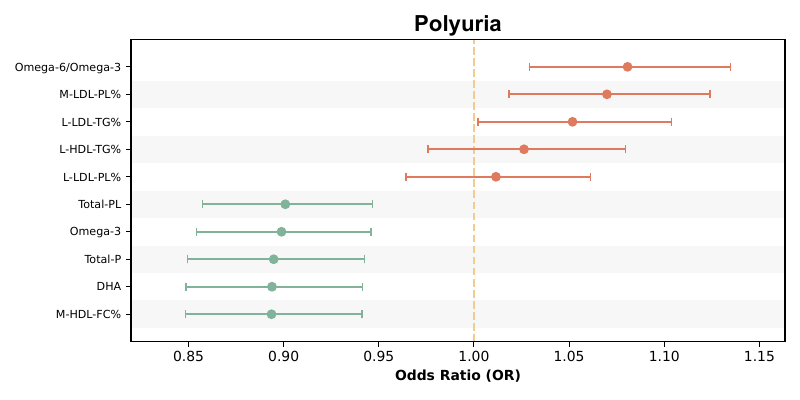 Polyuria
Omega-6/Omega-3
M-LDL-PL%
L-LDL-TG%
L-HDL-TG%
L-LDL-PL%
Total-PL
Omega-3
Total-P
DHA
M-HDL-FC%
0.85 0.90 0.95 1.00 1.05 1.10 1.15
Odds Ratio (OR)